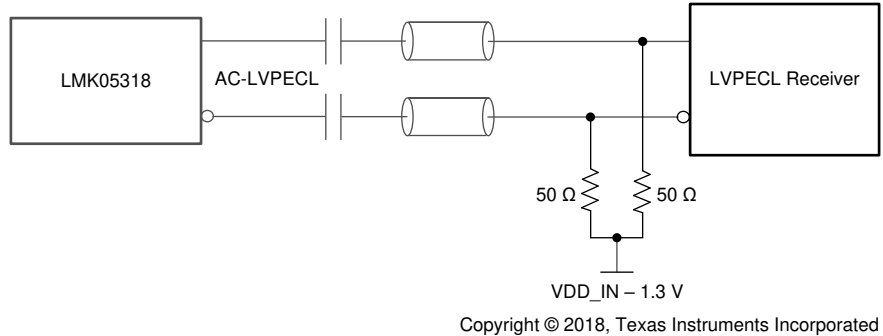 LMK05318
AC-LVPECL
LVPECL Receiver
50 Ω
50 Ω
VDD_IN – 1.3 V
Copyright © 2018, Texas Instruments Incorporated